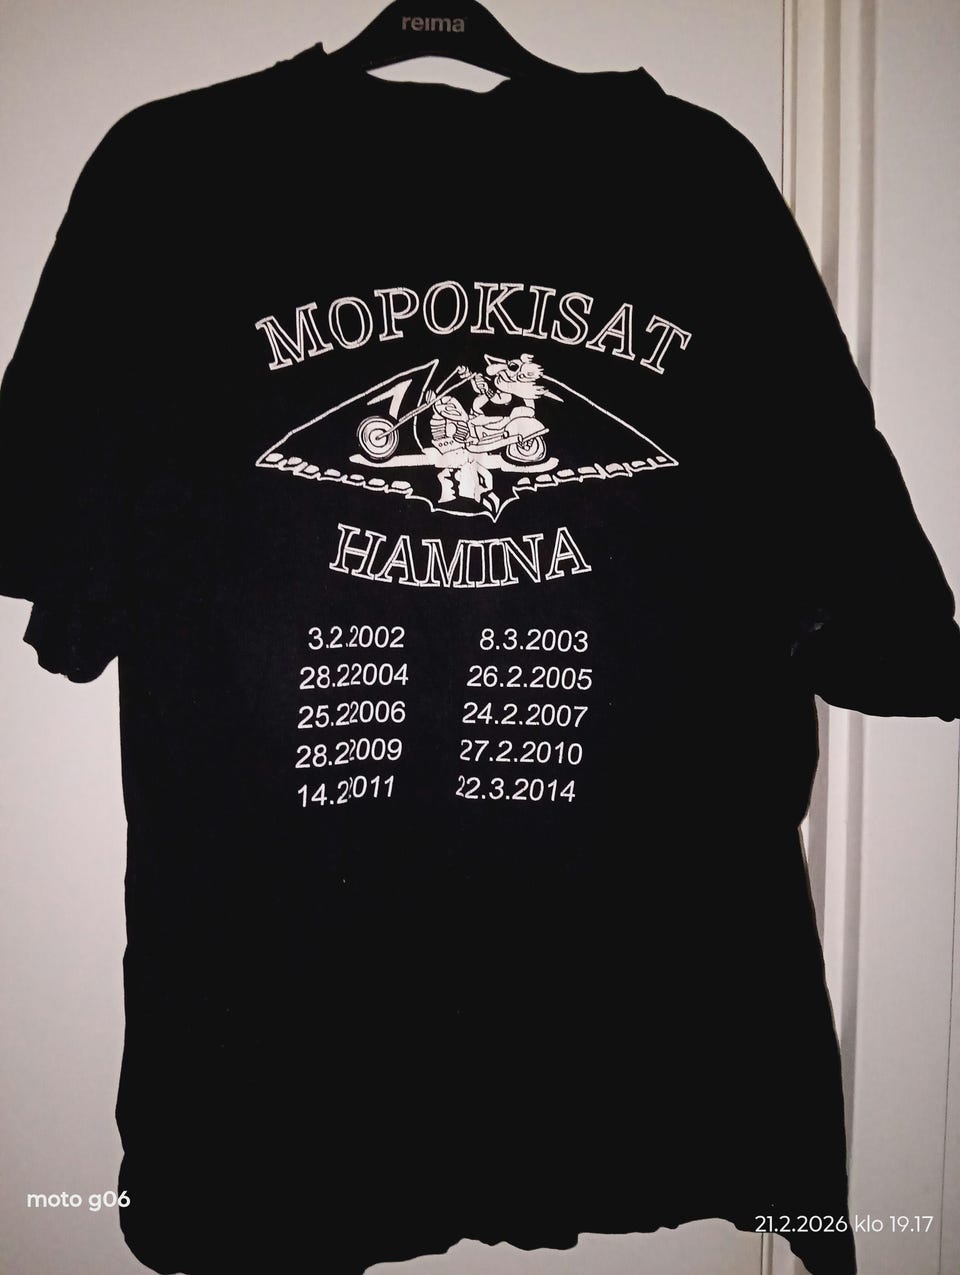 reima
MOPOKISAT
HAMINA
3.2.2002 8.3.2003
28.2.2004 26.2.2005
25.2.2006 24.2.2007
28.2.2009 27.2.2010
14.2.2011 22.3.2014
moto g06
21.2.2026 klo 19.17